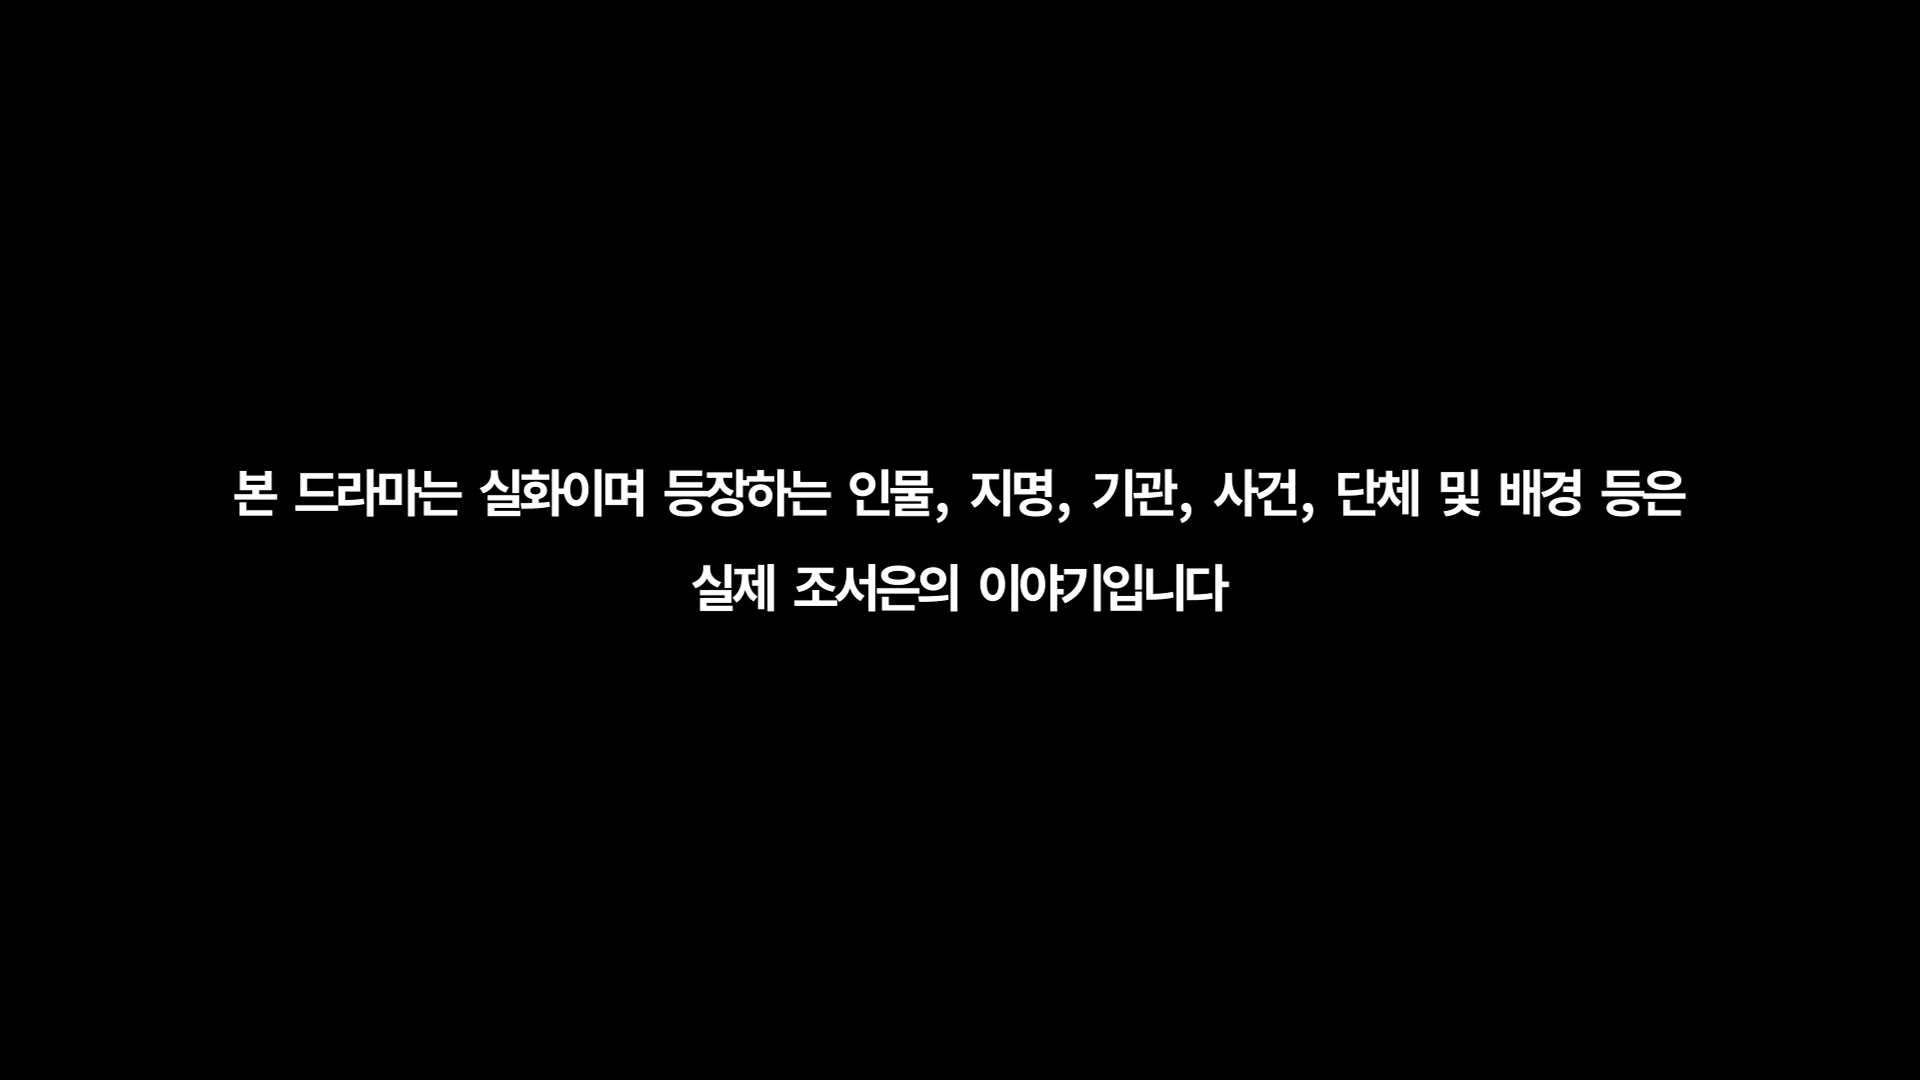 본 드라마는 실화이며 등장하는 인물, 지명, 기관, 사건, 단체 및 배경 등은
실제 조서은의 이야기입니다